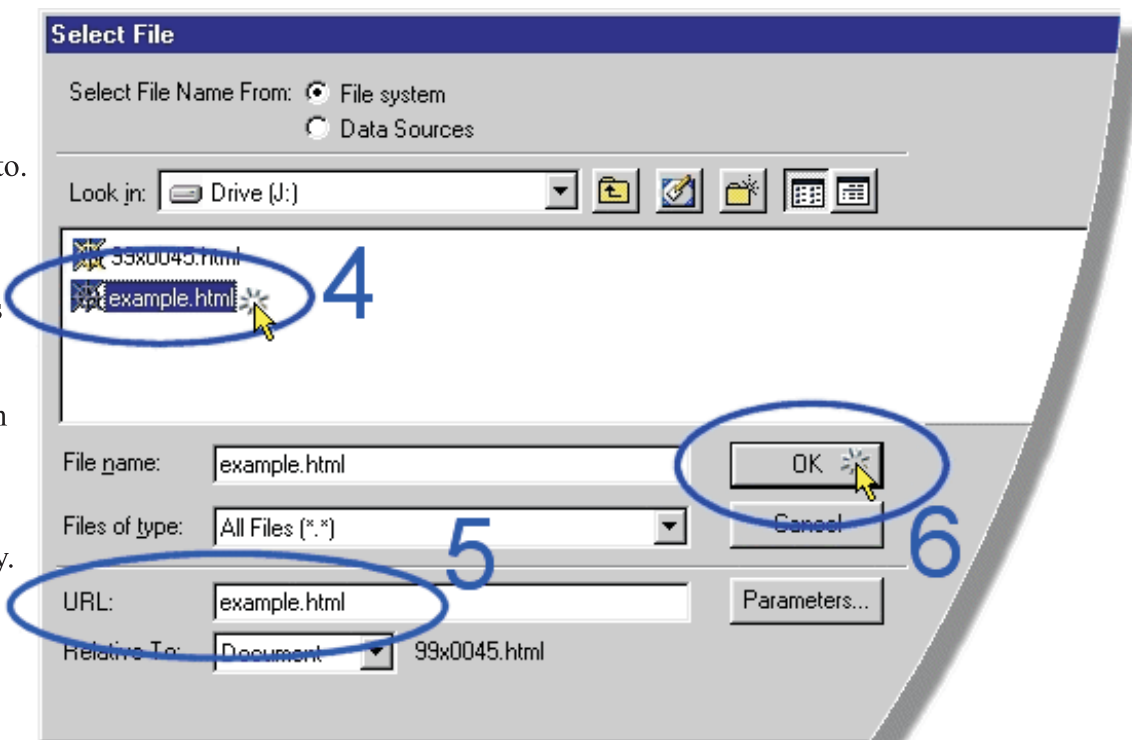 Select File
Select File Name From: File system
Data Sources
to.
Look in: Drive (J:)
99x0045.html
4
example.html
File name: example.html OK
Files of type: All Files (*.*) Cancel
5
6
y.
URL: example.html Parameters...
Relative To: Document 99x0045.html